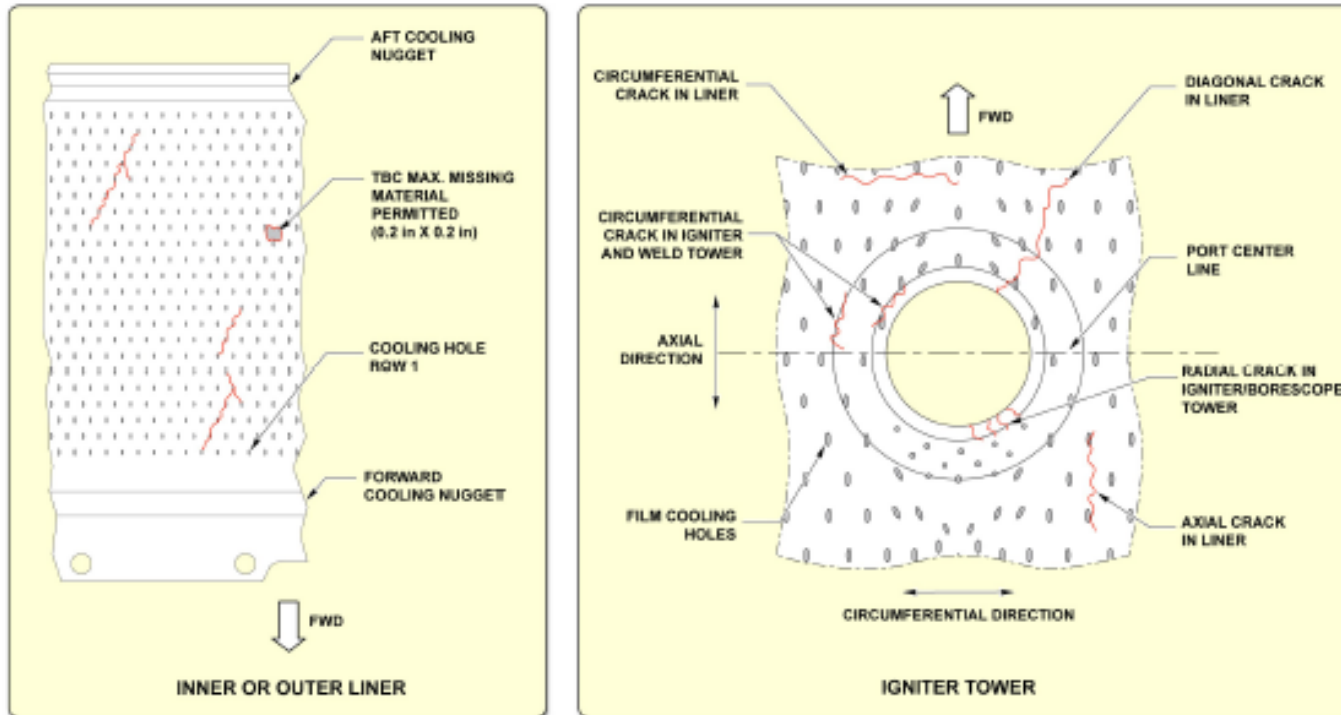 AFT COOLING
NUGGET
TBC MAX. MISSING
MATERIAL
PERMITTED
(0.2 in X 0.2 in)
COOLING HOLE
ROW 1
FORWARD
COOLING NUGGET
FWD
INNER OR OUTER LINER
CIRCUMFERENTIAL
CRACK IN LINER
FWD
DIAGONAL CRACK
IN LINER
CIRCUMFERENTIAL
CRACK IN IGNITER
AND WELD TOWER
PORT CENTER
LINE
AXIAL
DIRECTION
RADIAL CRACK IN
IGNITER/BORESCOPE
TOWER
FILM COOLING
HOLES
AXIAL CRACK
IN LINER
CIRCUMFERENTIAL DIRECTION
IGNITER TOWER